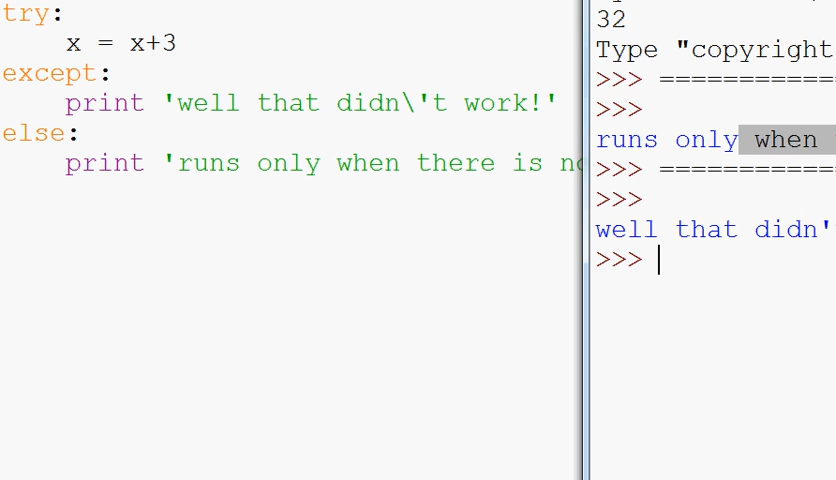 try:
    x = x+3
except:
    print 'well that didn\'t work!'
else:
    print 'runs only when there is
32
Type "copyright
>>> ===========
>>>
runs only when
>>> ===========
>>>
well that didn'
>>>